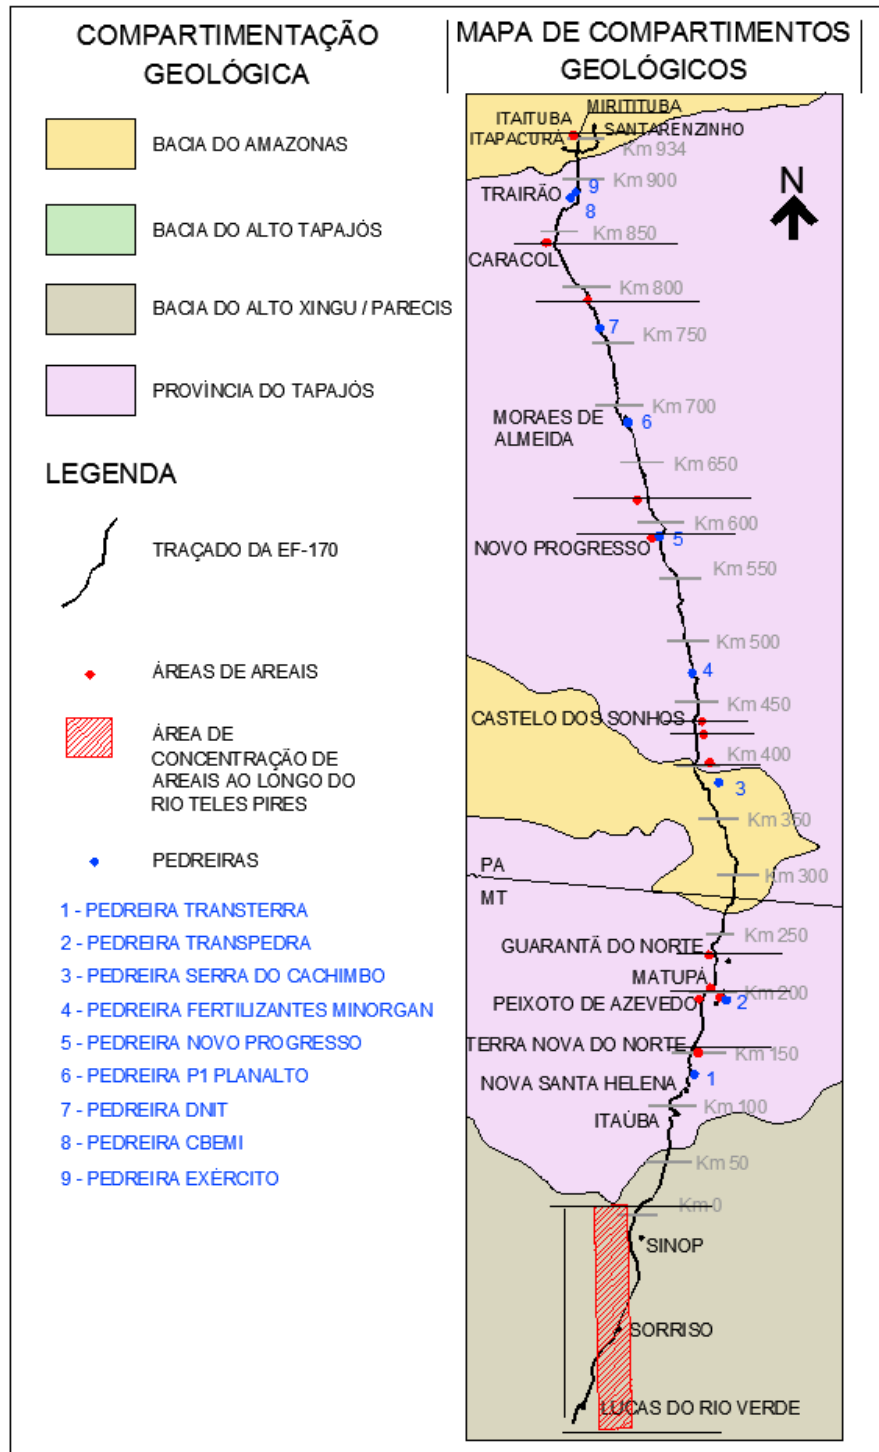 COMPARTIMENTAÇÃO
GEOLÓGICA
BACIA DO AMAZONAS
BACIA DO ALTO TAPAJÓS
BACIA DO ALTO XINGU / PARECIS
PROVÍNCIA DO TAPAJÓS
LEGENDA
TRAÇADO DA EF-170
ÁREAS DE AREAIS
ÁREA DE
CONCENTRAÇÃO DE
AREAIS AO LONGO DO
RIO TELES PIRES
PEDREIRAS
1 - PEDREIRA TRANSTERRA
2 - PEDREIRA TRANSPEDRA
3 - PEDREIRA SERRA DO CACHIMBO
4 - PEDREIRA FERTILIZANTES MINORGAN
5 - PEDREIRA NOVO PROGRESSO
6 - PEDREIRA P1 PLANALTO
7 - PEDREIRA DNIT
8 - PEDREIRA CBEMI
9 - PEDREIRA EXÉRCITO
MAPA DE COMPARTIMENTOS
GEOLÓGICOS
MIRITITUBA
ITAITUBA
SANTARENZINHO
ITAPACURÁ
Km 934
N
Km 900
9
TRAIRÃO
8
Km 850
CARACOL
Km 800
7
Km 750
Km 700
MORAES DE
ALMEIDA
6
Km 650
Km 600
5
NOVO PROGRESSO
Km 550
Km 500
4
Km 450
CASTELO DOS SONHOS
Km 400
3
Km 350
PA
Km 300
MT
Km 250
GUARANTÃ DO NORTE
MATUPÁ
Km 200
PEIXOTO DE AZEVEDO
2
TERRA NOVA DO NORTE
Km 150
1
NOVA SANTA HELENA
Km 100
ITAÚBA
Km 50
Km 0
SINOP
SORRISO
LUCAS DO RIO VERDE